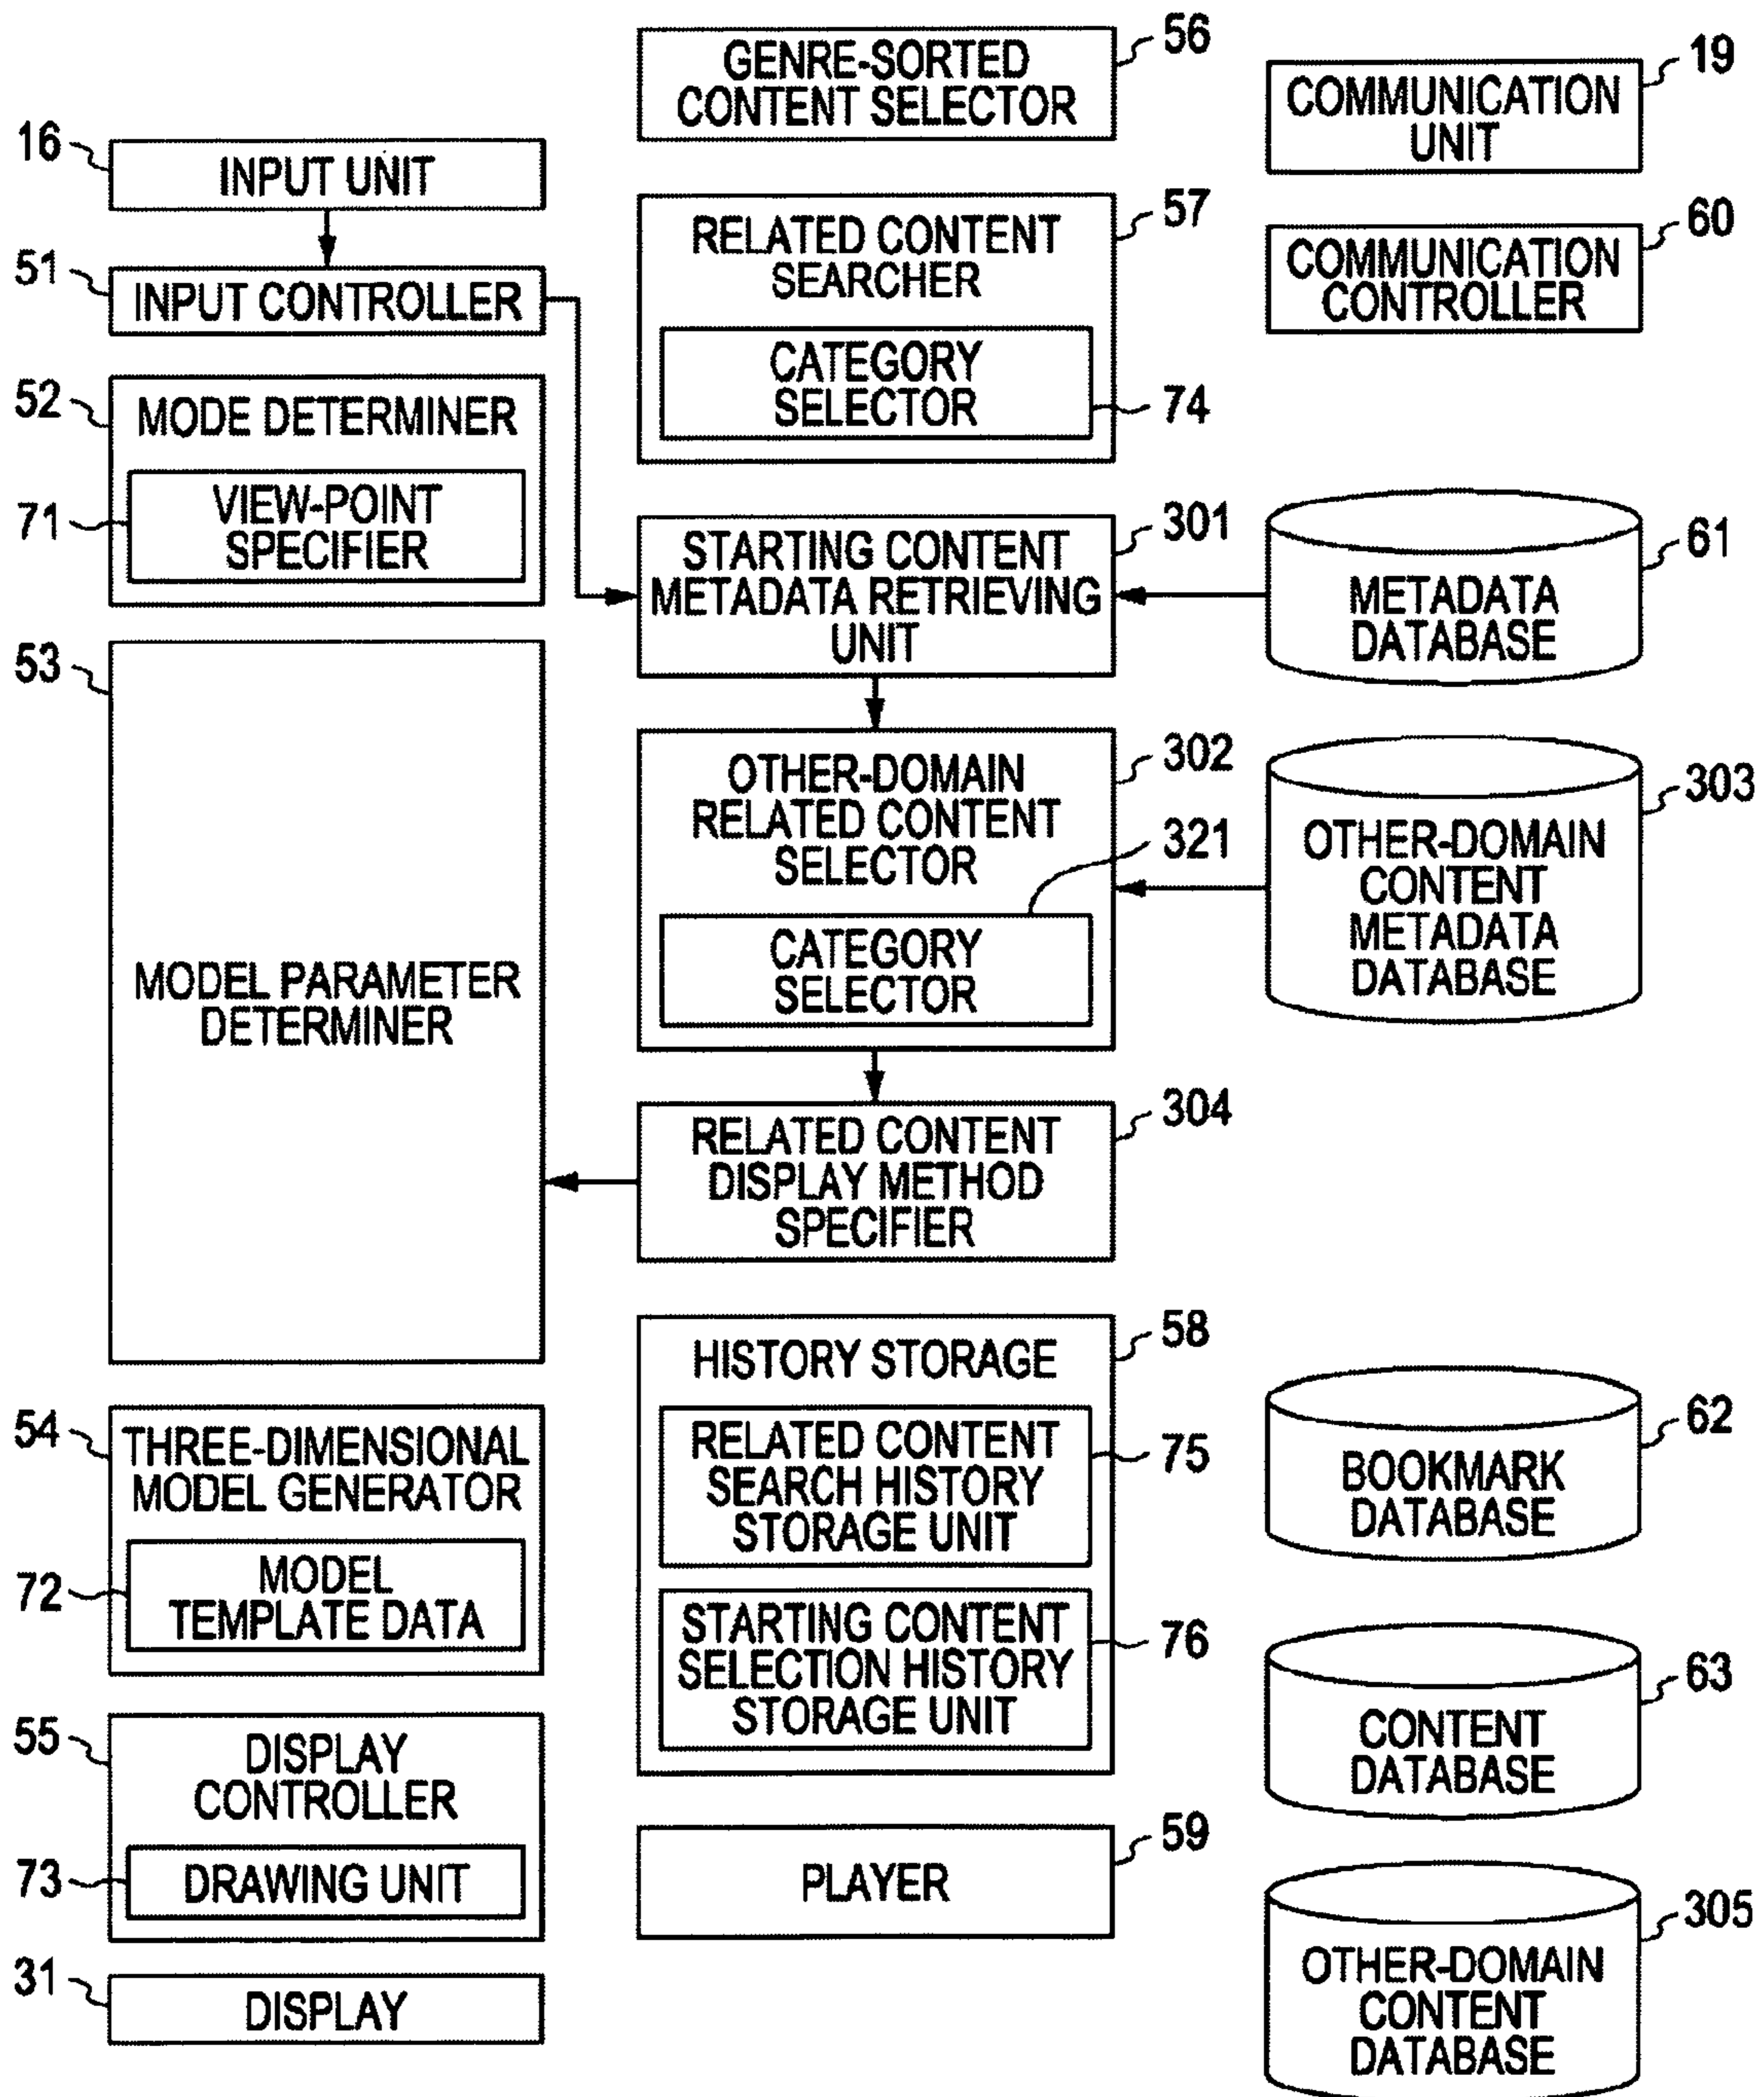 16
INPUT UNIT
51
INPUT CONTROLLER
52
MODE DETERMINER
71
VIEW-POINT
SPECIFIER
53
MODEL PARAMETER
DETERMINER
54
THREE-DIMENSIONAL
MODEL GENERATOR
72
MODEL
TEMPLATE DATA
55
DISPLAY
CONTROLLER
73
DRAWING UNIT
31
DISPLAY
56
GENRE-SORTED
CONTENT SELECTOR
57
RELATED CONTENT
SEARCHER
CATEGORY
SELECTOR
74
301
STARTING CONTENT
METADATA RETRIEVING
UNIT
302
OTHER-DOMAIN
RELATED CONTENT
SELECTOR
321
CATEGORY
SELECTOR
304
RELATED CONTENT
DISPLAY METHOD
SPECIFIER
58
HISTORY STORAGE
RELATED CONTENT
SEARCH HISTORY
STORAGE UNIT
75
STARTING CONTENT
SELECTION HISTORY
STORAGE UNIT
76
59
PLAYER
19
COMMUNICATION
UNIT
60
COMMUNICATION
CONTROLLER
61
METADATA
DATABASE
303
OTHER-DOMAIN
CONTENT
METADATA
DATABASE
62
BOOKMARK
DATABASE
63
CONTENT
DATABASE
305
OTHER-DOMAIN
CONTENT
DATABASE